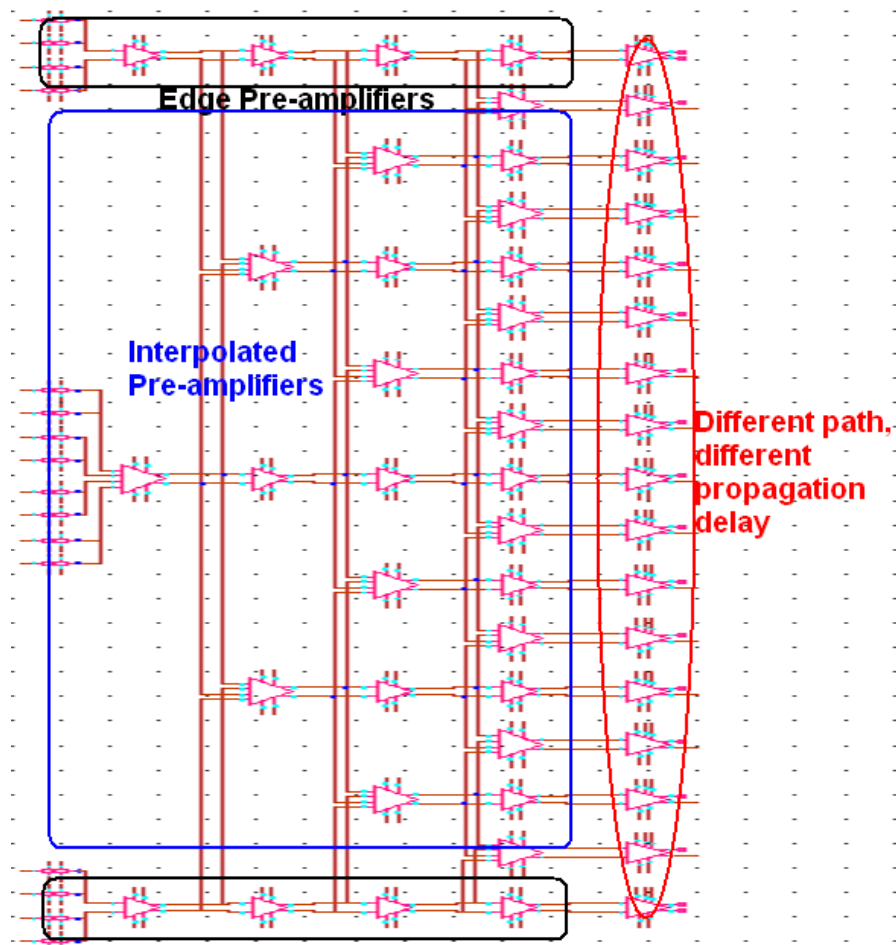 Edge Pre-amplifiers
Interpolated
Pre-amplifiers
Different path,
different
propagation
delay